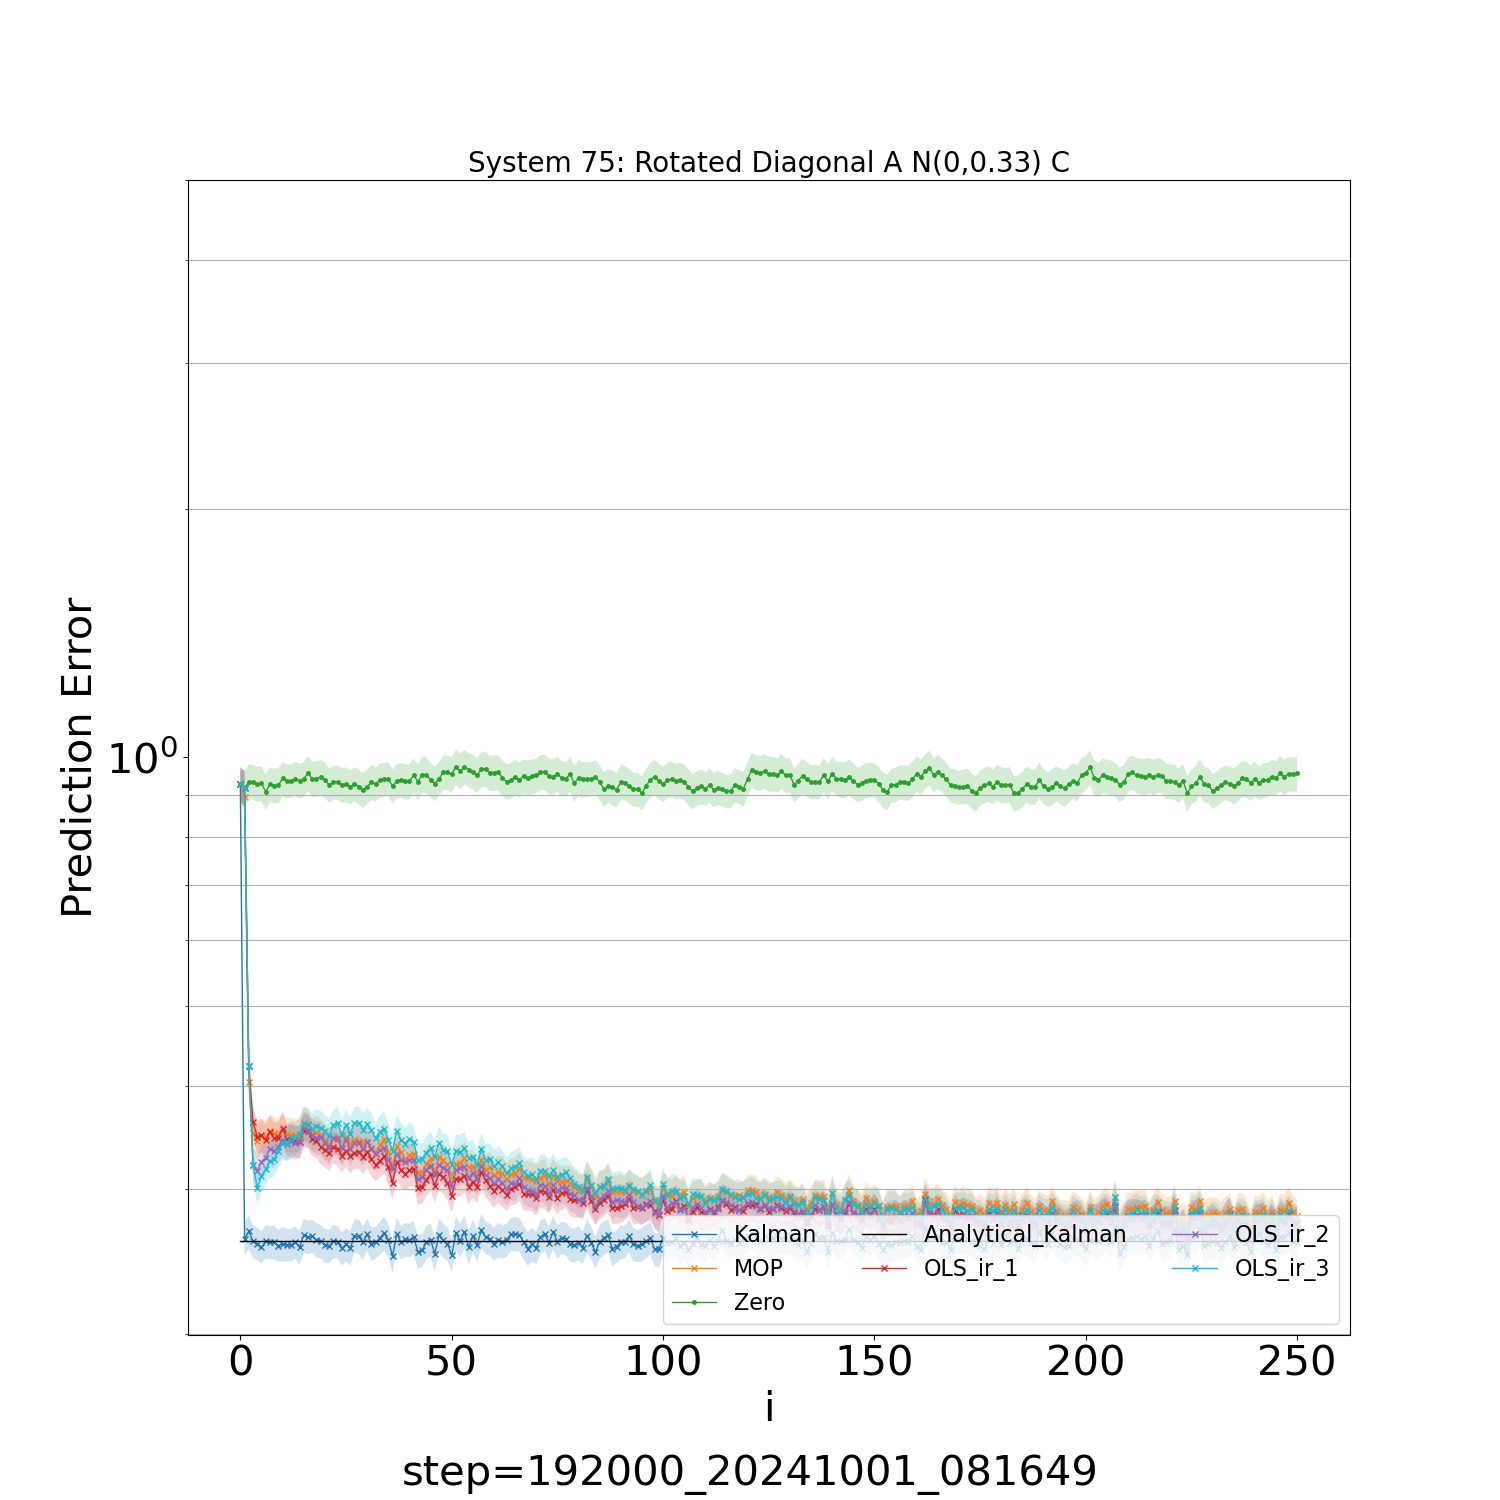 System 75: Rotated Diagonal A N(0,0.33) C
Prediction Error
10⁰
Kalman
MOP
Zero
Analytical_Kalman
OLS_ir_1
OLS_ir_2
OLS_ir_3
0 50 100 150 200 250
i
step=192000_20241001_081649